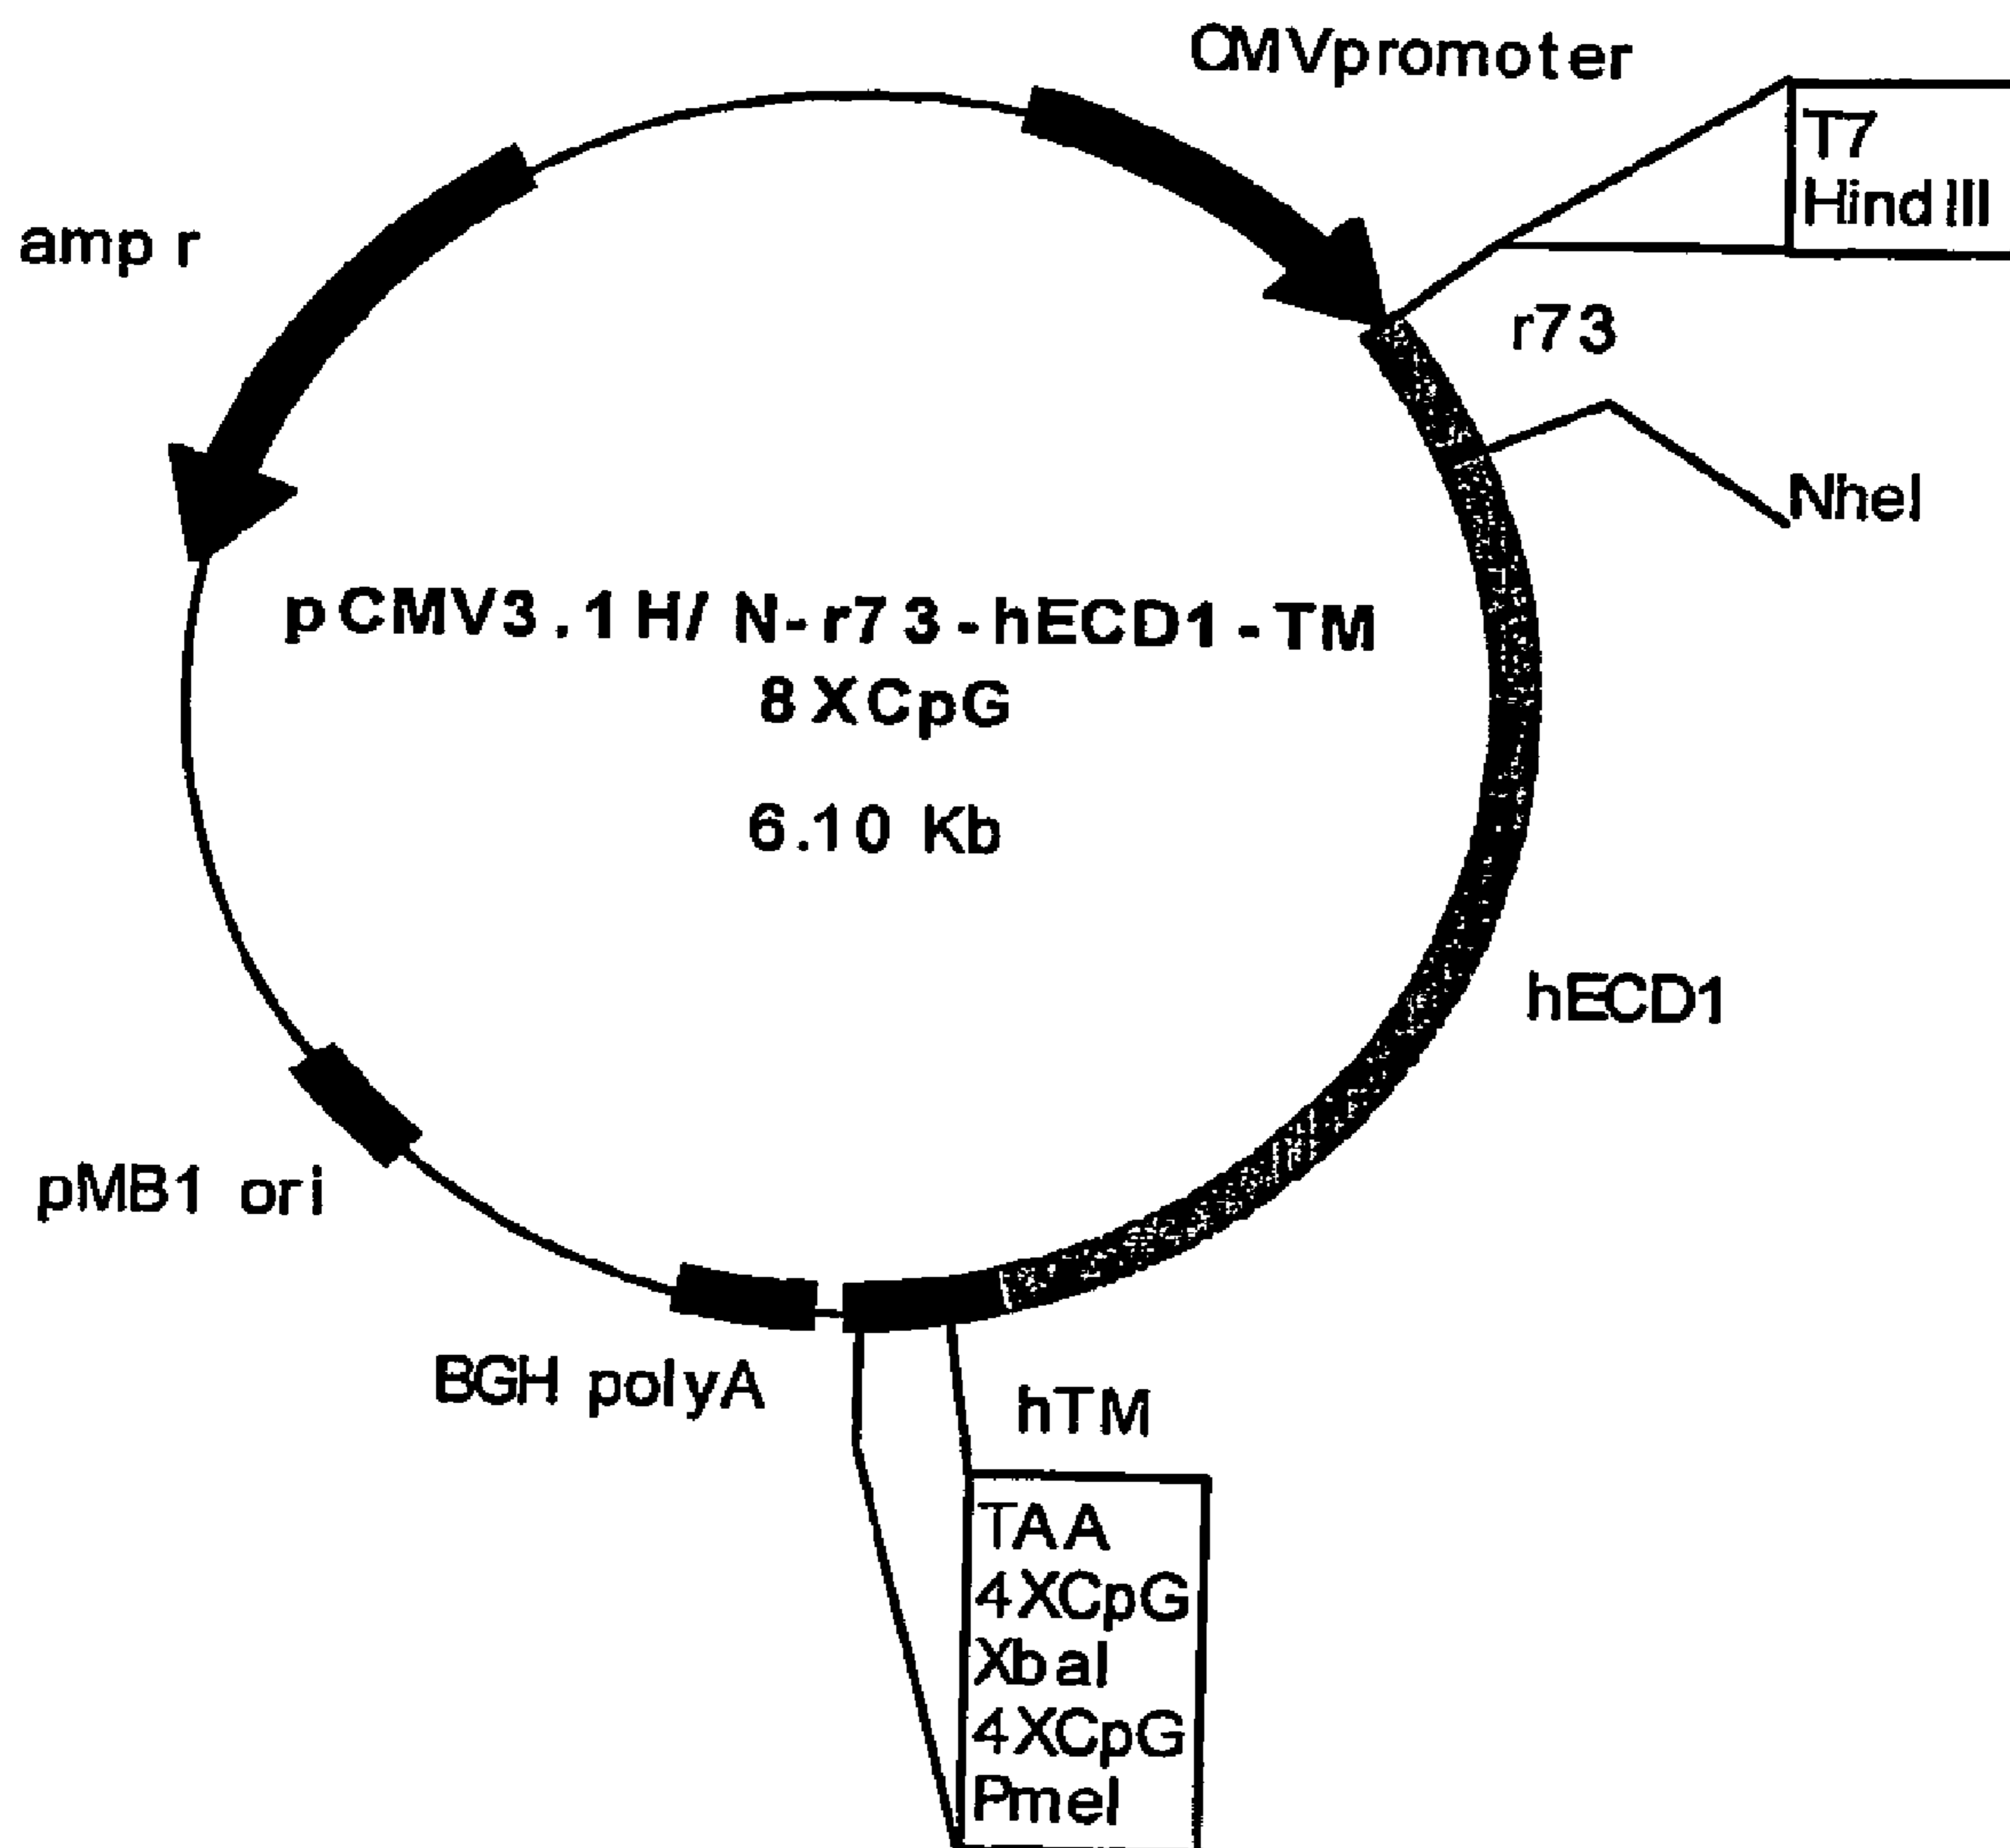 CMVpromoter
T7
Hind III
amp r
r73
NheI
pCMV3.1H/N-r73-hECD1-TM
8XCpG
6.10 Kb
hECD1
pMB1 ori
BGH polyA
hTM
TAA
4XCpG
XbaI
4XCpG
PmeI